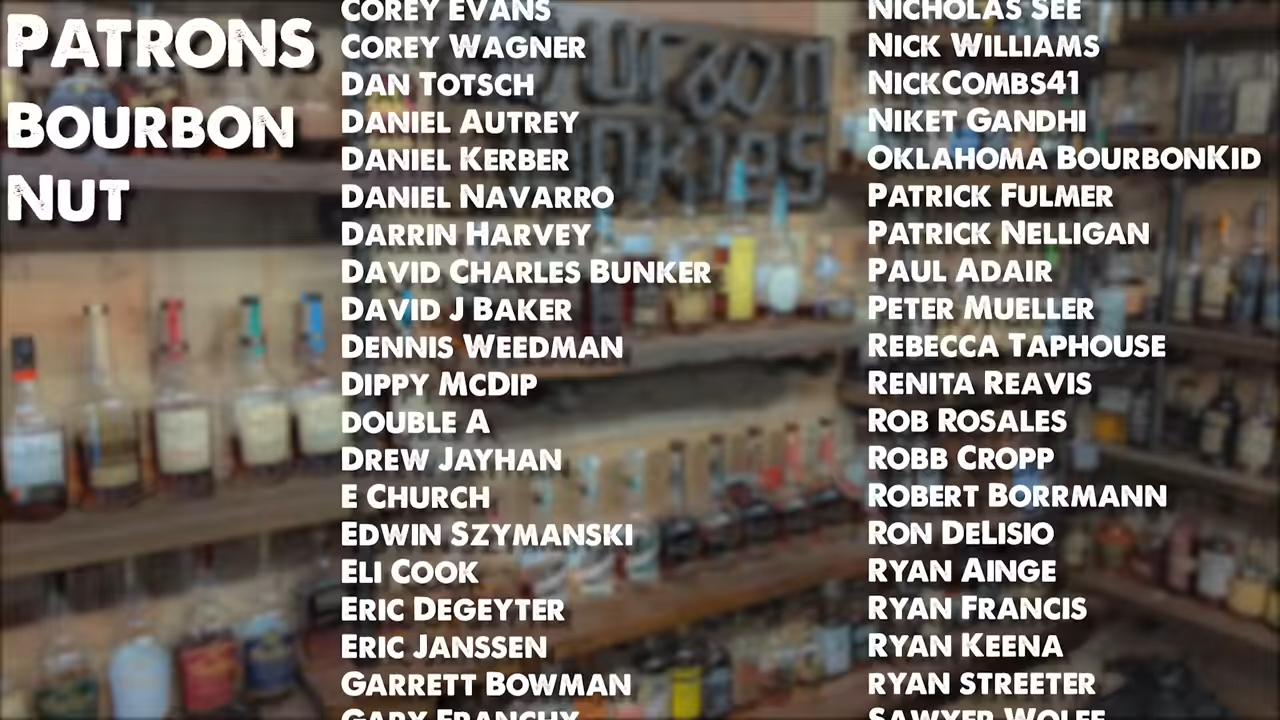 PATRONS
BOURBON
NUT
COREY EVANS
COREY WAGNER
DAN TOTSCH
DANIEL AUTREY
DANIEL KERBER
DANIEL NAVARRO
DARRIN HARVEY
DAVID CHARLES BUNKER
DAVID J BAKER
DENNIS WEEDMAN
DIPPY MCDIP
DOUBLE A
DREW JAYHAN
E CHURCH
EDWIN SZYMANSKI
ELI COOK
ERIC DEGEYTER
ERIC JANSSEN
GARRETT BOWMAN
GARY FRANCHY
NICHOLAS SEE
NICK WILLIAMS
NICKCOMBS41
NIKET GANDHI
OKLAHOMA BOURBONKID
PATRICK FULMER
PATRICK NELLIGAN
PAUL ADAIR
PETER MUELLER
REBECCA TAPHOUSE
RENITA REAVIS
ROB ROSALES
ROBB CROPP
ROBERT BORRMANN
RON DELISIO
RYAN AINGE
RYAN FRANCIS
RYAN KEENA
RYAN STREETER
SAWYER WOLFE